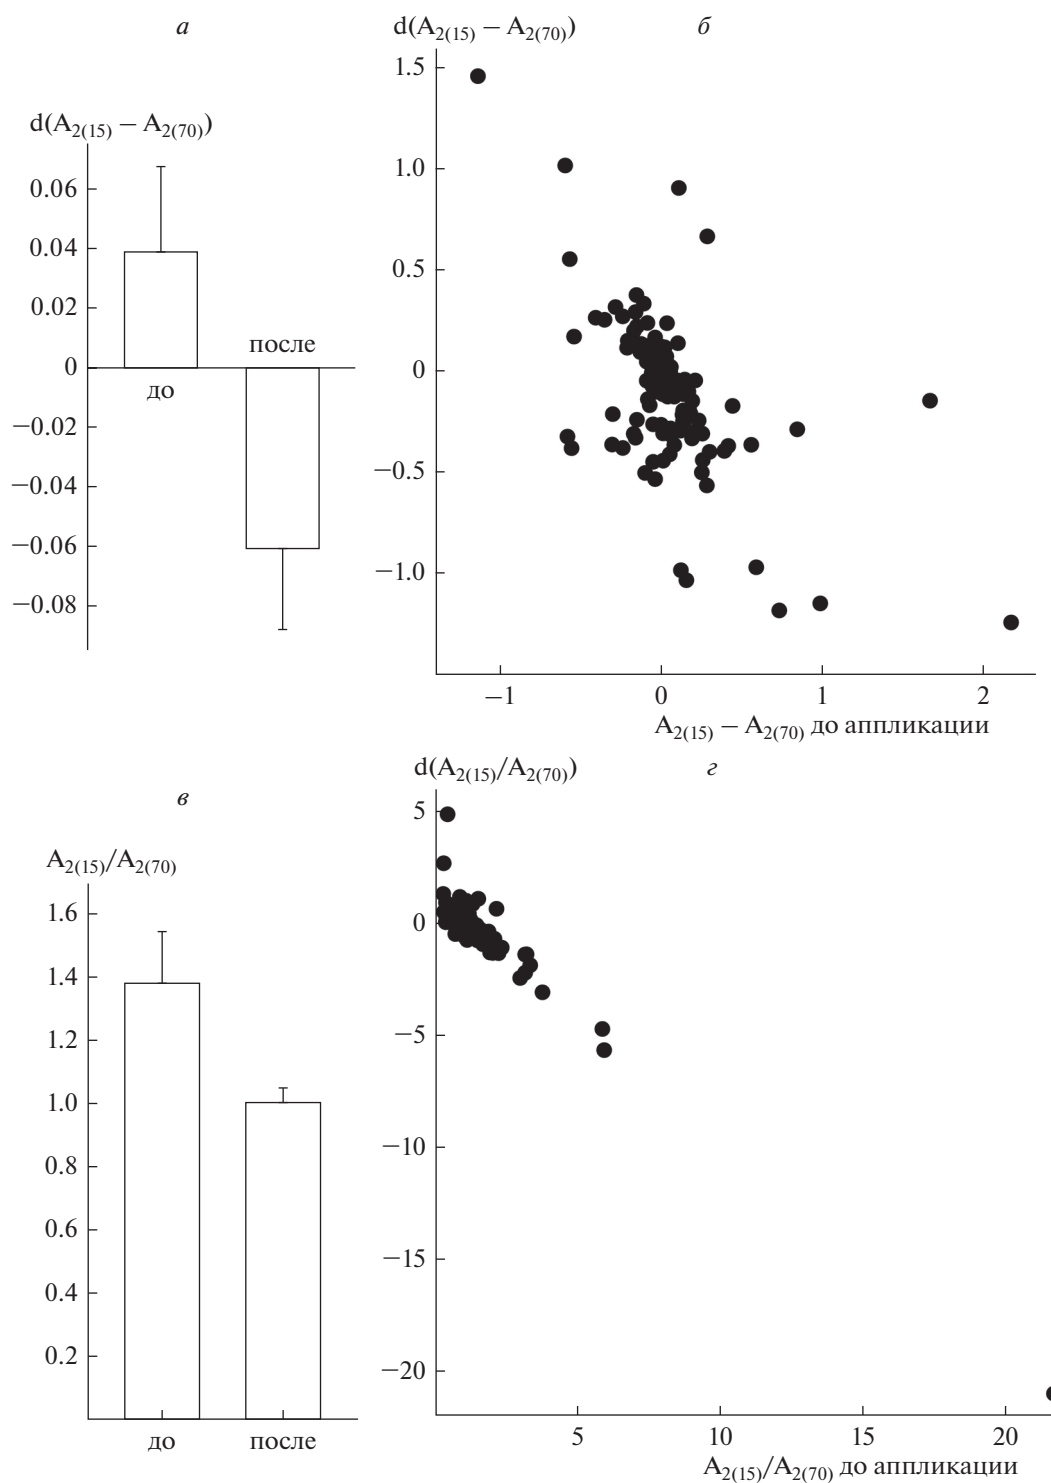 а
d(A2(15) − A2(70))
0.06
0.04
0.02
0
−0.02
−0.04
−0.06
−0.08
до
после
б
d(A2(15) − A2(70))
1.5
1.0
0.5
0
−0.5
−1.0
−1
0
1
2
A2(15) − A2(70) до аппликации
в
A2(15)/A2(70)
1.6
1.4
1.2
1.0
0.8
0.6
0.4
0.2
до
после
г
d(A2(15)/A2(70))
5
0
−5
−10
−15
−20
5
10
15
20
A2(15)/A2(70) до аппликации